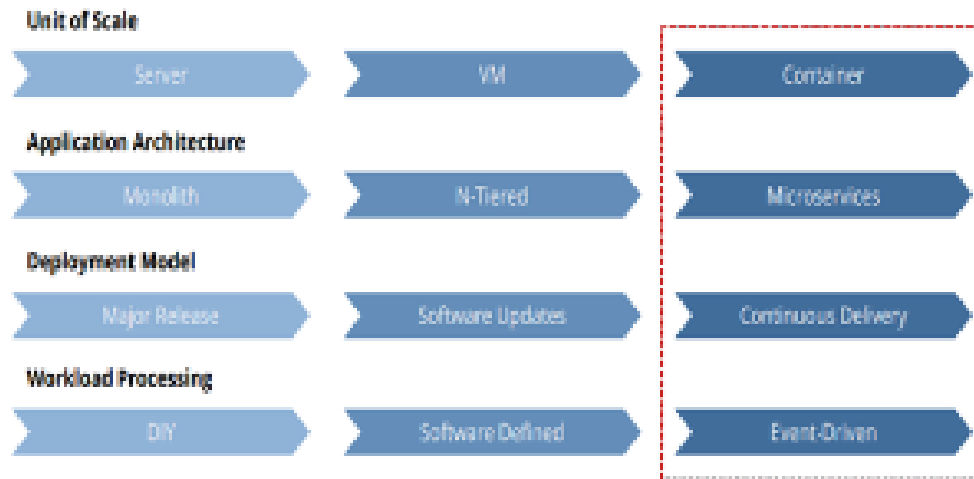 Unit of Scale
Server VM Container
Application Architecture
Monolith N-Tiered Microservices
Deployment Model
Major Release Software Updates Continuous Delivery
Workload Processing
DIY Software Defined Event-Driven